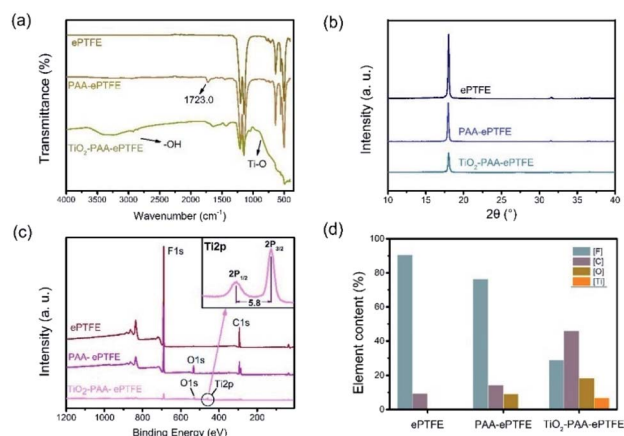 (a)
Transmittance (%)
ePTFE
PAA-ePTFE
1723.0
TiO2-PAA-ePTFE
-OH
Ti-O
4000 3500 3000 2500 2000 1500 1000 500
Wavenumber (cm-1)
(b)
Intensity (a. u.)
ePTFE
PAA-ePTFE
TiO2-PAA-ePTFE
10 15 20 25 30 35 40
2θ (°)
(c)
Intensity (a. u.)
F1s
Ti2p
2P3/2
2P1/2
5.8
ePTFE
C1s
PAA- ePTFE
O1s
TiO2-PAA- ePTFE
O1s
Ti2p
1200 1000 800 600 400 200
Binding Energy (eV)
(d)
Element content (%)
100
80
60
40
20
0
[F]
[C]
[O]
[Ti]
ePTFE PAA-ePTFE TiO2-PAA-ePTFE